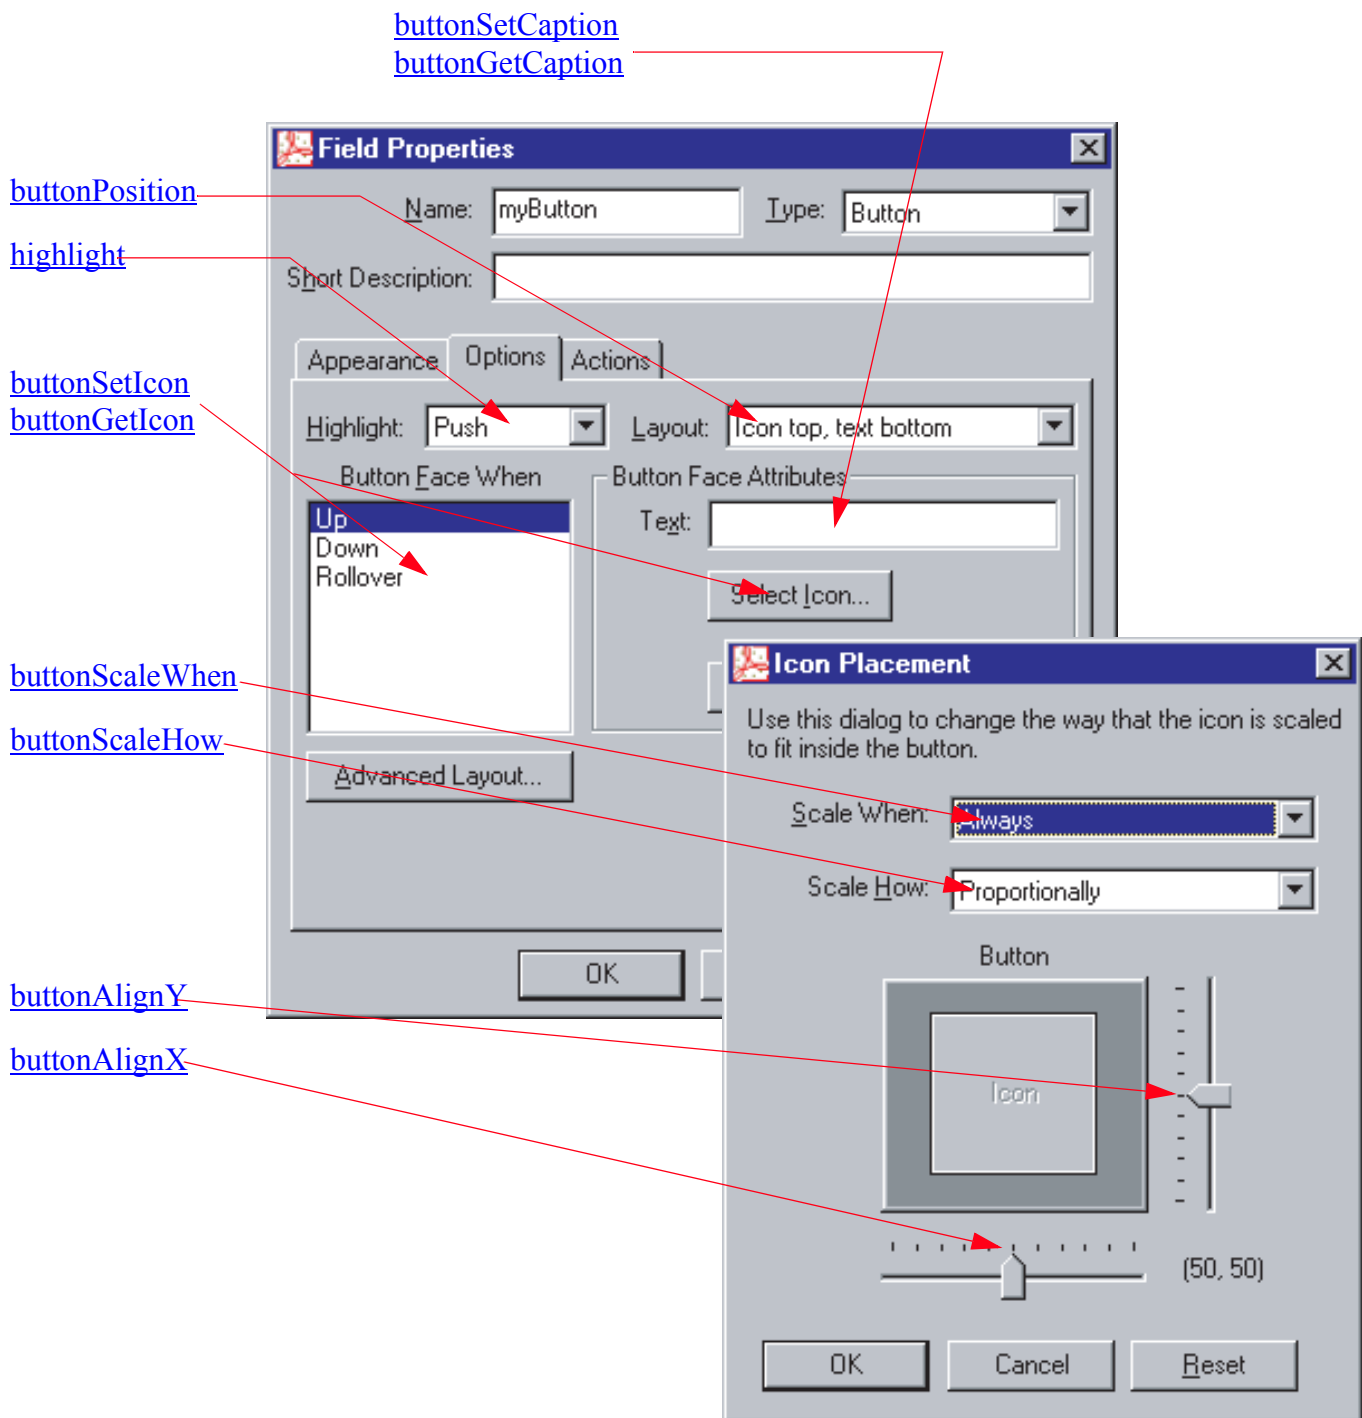 buttonSetCaption
buttonGetCaption
Field Properties
buttonPosition
Name: myButton Type: Button
highlight
Short Description:
Appearance Options Actions
buttonSetIcon
buttonGetIcon
Highlight: Push Layout: Icon top, text bottom
Button Face When Button Face Attributes
Up
Text:
Down
Rollover
Select Icon...
buttonScaleWhen
Icon Placement
Use this dialog to change the way that the icon is scaled
to fit inside the button.
buttonScaleHow
Advanced Layout...
Scale When: Always
Scale How: Proportionally
Button
OK
buttonAlignY
buttonAlignX
Icon
(50, 50)
OK Cancel Reset